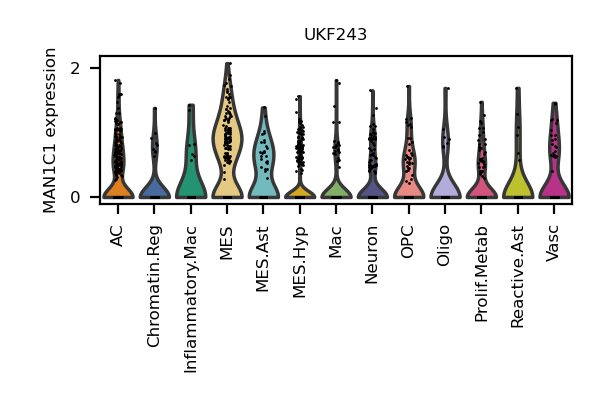 UKF243
MAN1C1 expression
2
0
AC
Chromatin.Reg
Inflammatory.Mac
MES
MES.Ast
MES.Hyp
Mac
Neuron
OPC
Oligo
Prolif.Metab
Reactive.Ast
Vasc